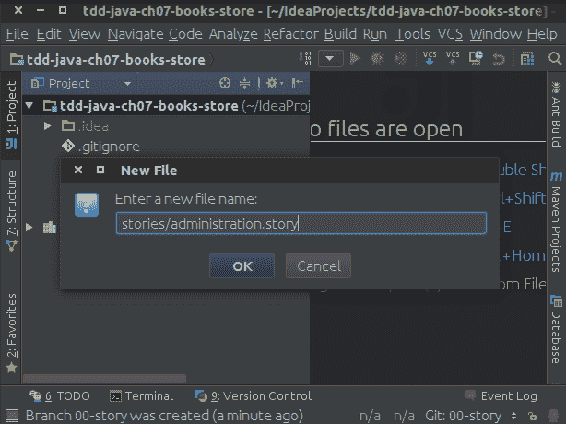 tdd-java-ch07-books-store - [~/IdeaProjects/tdd-java-ch07-books-store] -
File Edit View Navigate Code Analyze Refactor Build Run Tools VCS Window Help
tdd-java-ch07-books-store
VCS VCS
Project
1: Project
tdd-java-ch07-books-store (~/IdeaProj
o files are open
.idea
.gitignore
New File
Enter a new file name:
stories/administration.story
OK Cancel
7: Structure
2: Favorites
Ant Build
Maven Projects
Database
uble Sh
+Shift
E
+Hom
om File
6: TODO Terminal 9: Version Control Event Log
Branch 00-story was created (a minute ago) n/a n/a Git: 00-story